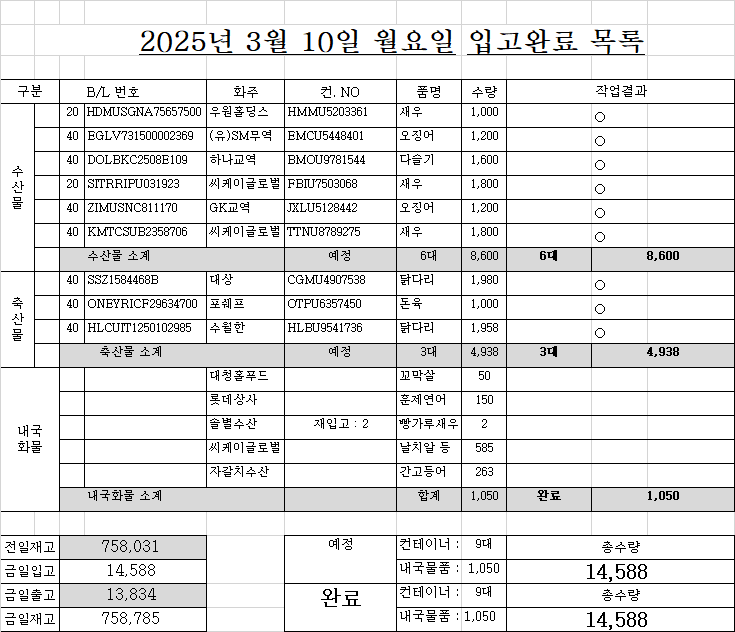 2025년 3월 10일 월요일 입고완료 목록
구분 B/L 번호 화주 컨. NO 품명 수량 작업결과
수산물
20 HDMUSGNA75657500 우원홀딩스 HMMU5203361 새우 1,000 ○
40 EGLV731500002369 (유)SM무역 EMCU5448401 오징어 1,200 ○
40 DOLBKC2508E109 하나교역 BMOU9781544 다슬기 1,600 ○
20 SITRRIPU031923 씨케이글로벌 FBIU7503068 새우 1,800 ○
40 ZIMUSNC811170 GK교역 JXLU5128442 오징어 1,200 ○
40 KMTCSUB2358706 씨케이글로벌 TTNU8789275 새우 1,800 ○
수산물 소계 예정 6대 8,600 6대 8,600
축산물
40 SSZ1584468B 대상 CGMU4907538 닭다리 1,980 ○
40 ONEYRICF29634700 포웨프 OTPU6357450 돈육 1,000 ○
40 HLCUIT1250102985 수월한 HLBU9541736 닭다리 1,958 ○
축산물 소계 예정 3대 4,938 3대 4,938
내국화물
대청홀푸드 꼬막살 50
롯데상사 훈제연어 150
솔별수산 재입고 : 2 빵가루새우 2
씨케이글로벌 날치알 등 585
자갈치수산 간고등어 263
내국화물 소계 합계 1,050 완료 1,050
전일재고 758,031 예정 컨테이너 : 9대 총수량
금일입고 14,588 내국물품 : 1,050 14,588
금일출고 13,834 완료 컨테이너 : 9대 총수량
금일재고 758,785 내국물품 : 1,050 14,588